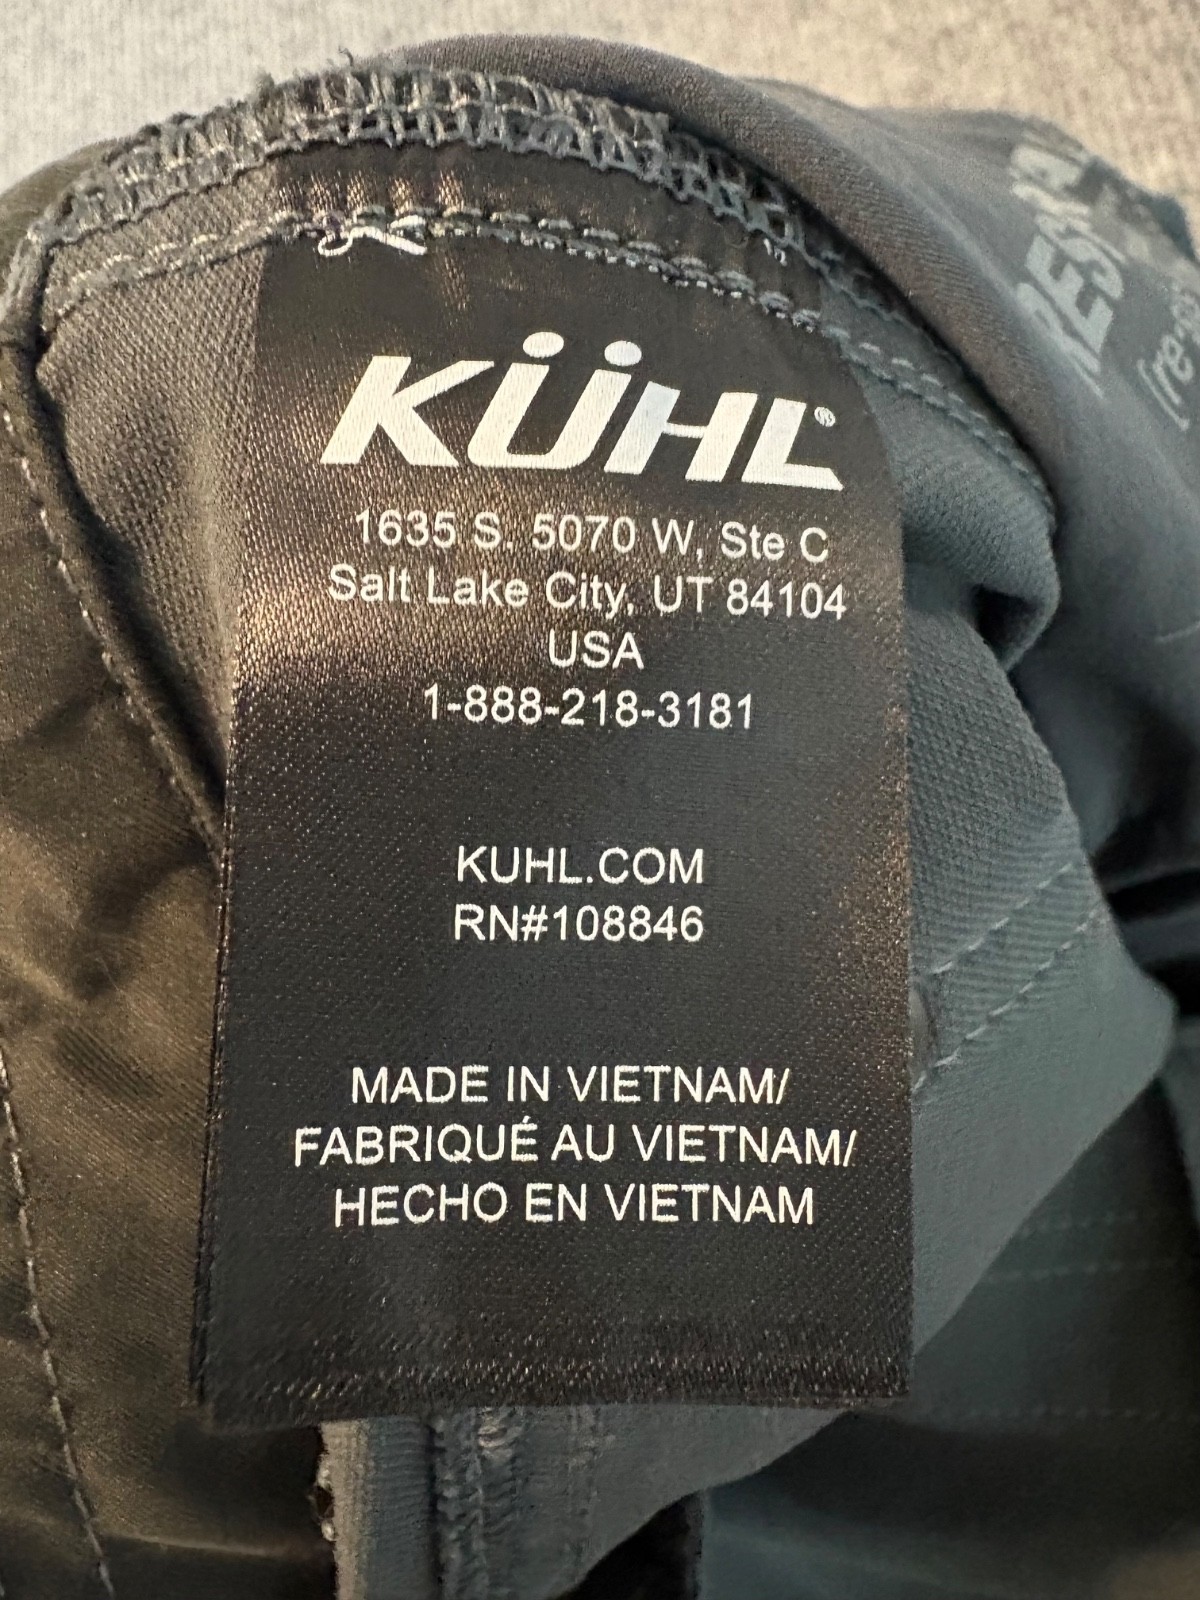 KÜHL®
1635 S. 5070 W, Ste C
Salt Lake City, UT 84104
USA
1-888-218-3181
KUHL.COM
RN#108846
MADE IN VIETNAM/
FABRIQUÉ AU VIETNAM/
HECHO EN VIETNAM